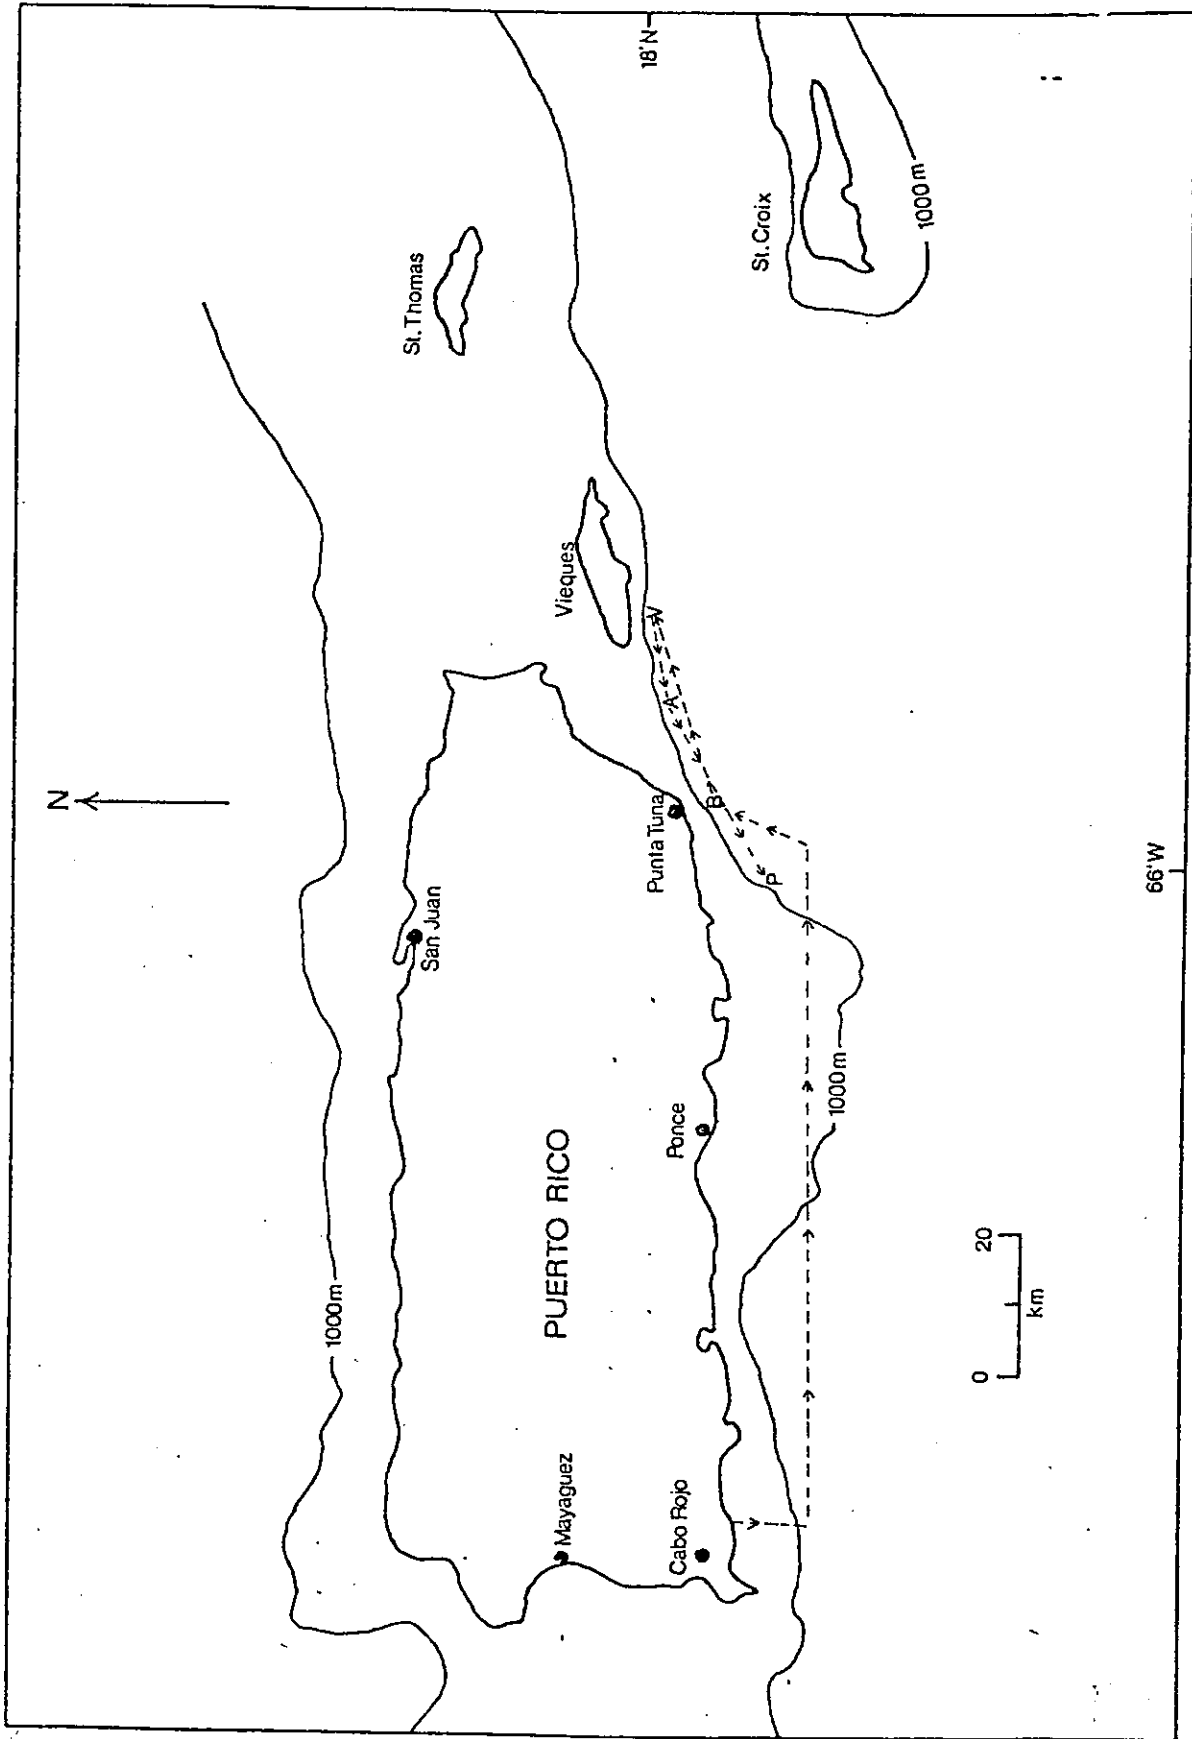 N
18'N
St. Thomas
St. Croix
1000m
Vieques
V
A
San Juan
Punta Tuna
B
P
66'W
1000m
PUERTO RICO
Ponce
1000m
Mayaguez
Cabo Rojo
0 20
km